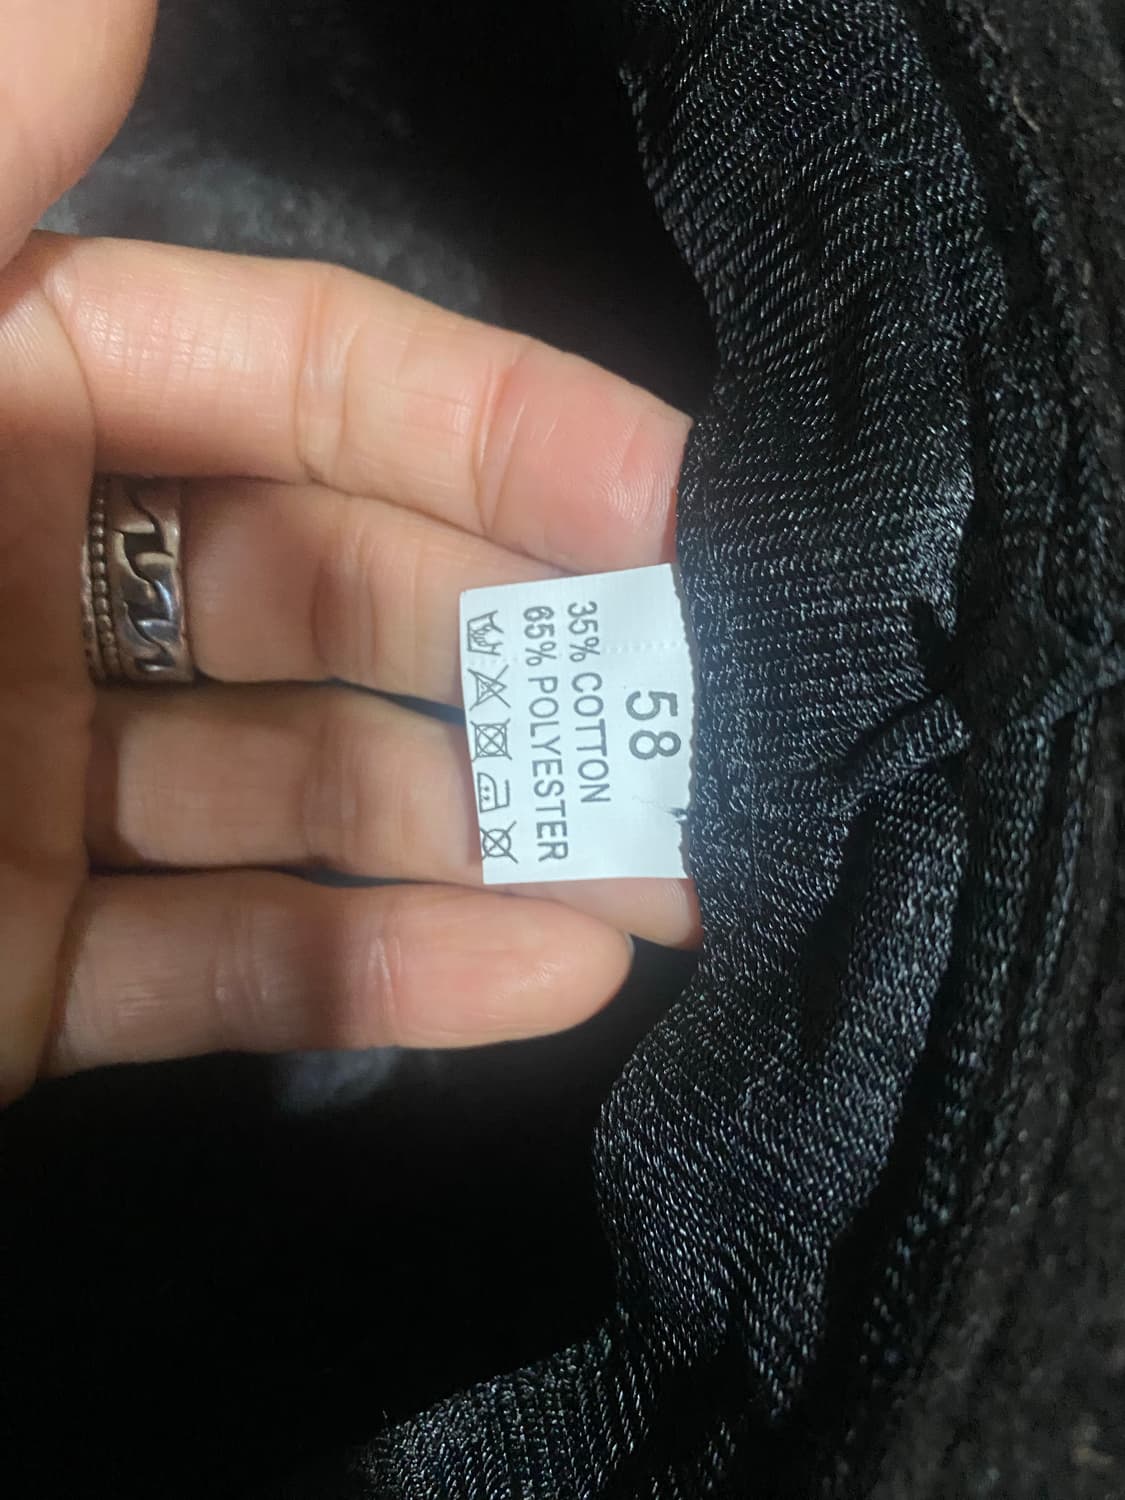 58
35% COTTON
65% POLYESTER